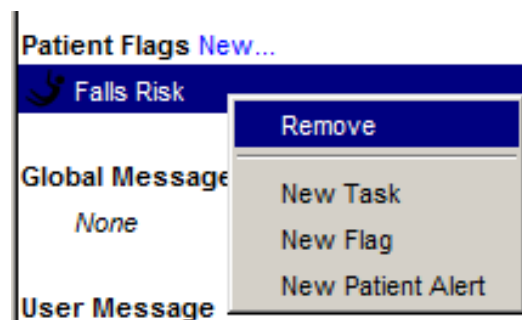 Patient Flags New...
Falls Risk
Remove
Global Message
New Task
None
New Flag
New Patient Alert
User Message